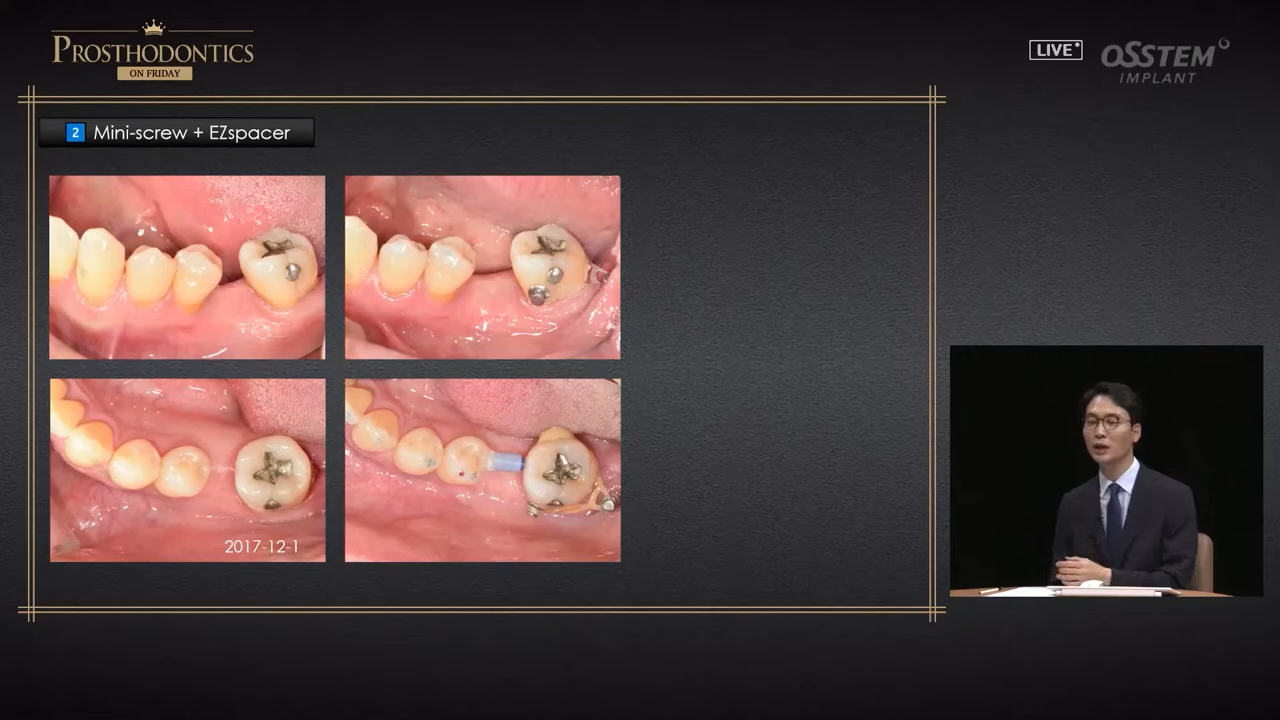 PROSTHODONTICS
ON FRIDAY
LIVE
OSSTEM
IMPLANT
2 Mini-screw + EZspacer
2017-12-1